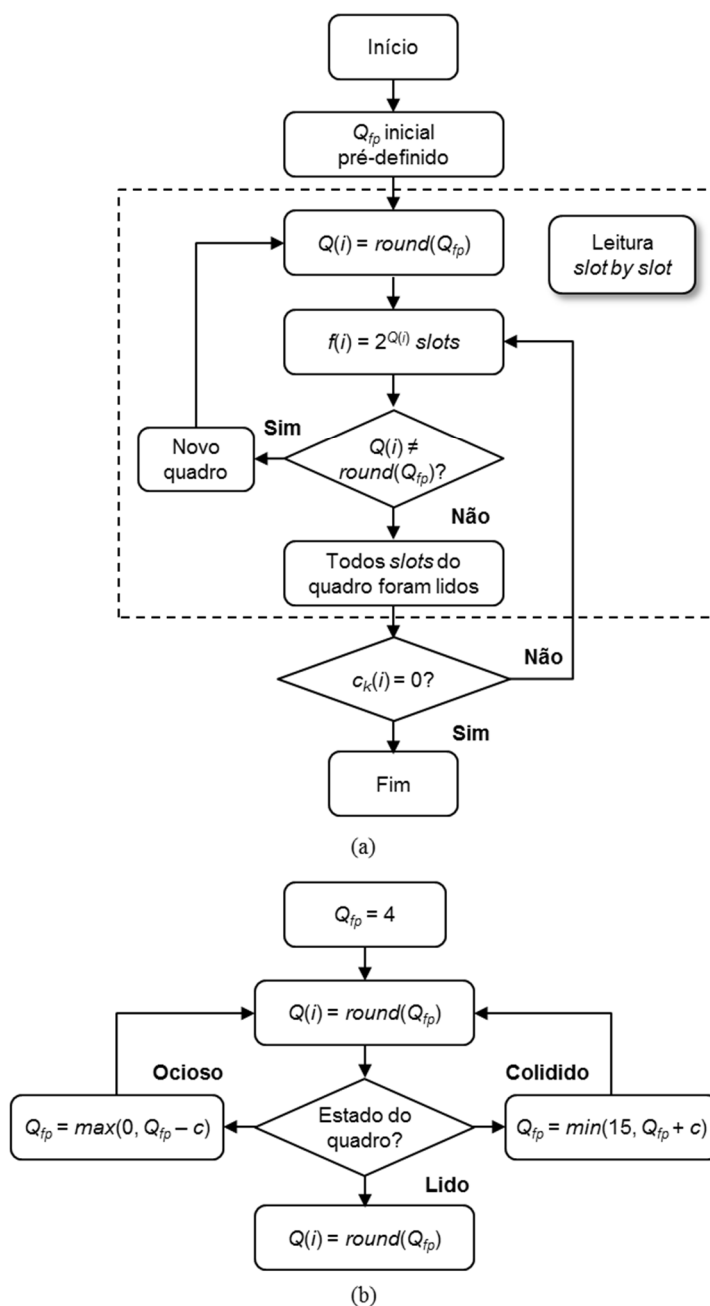 Início
Q_fp inicial
pré-definido
Q(i) = round(Q_fp)
Leitura
slot by slot
f(i) = 2^Q(i) slots
Sim
Novo
quadro
Q(i) ≠
round(Q_fp)?
Não
Todos slots do
quadro foram lidos
Não
c_k(i) = 0?
Sim
Fim
(a)
Q_fp = 4
Q(i) = round(Q_fp)
Ocioso
Colidido
Q_fp = max(0, Q_fp – c)
Estado do
quadro?
Q_fp = min(15, Q_fp + c)
Lido
Q(i) = round(Q_fp)
(b)